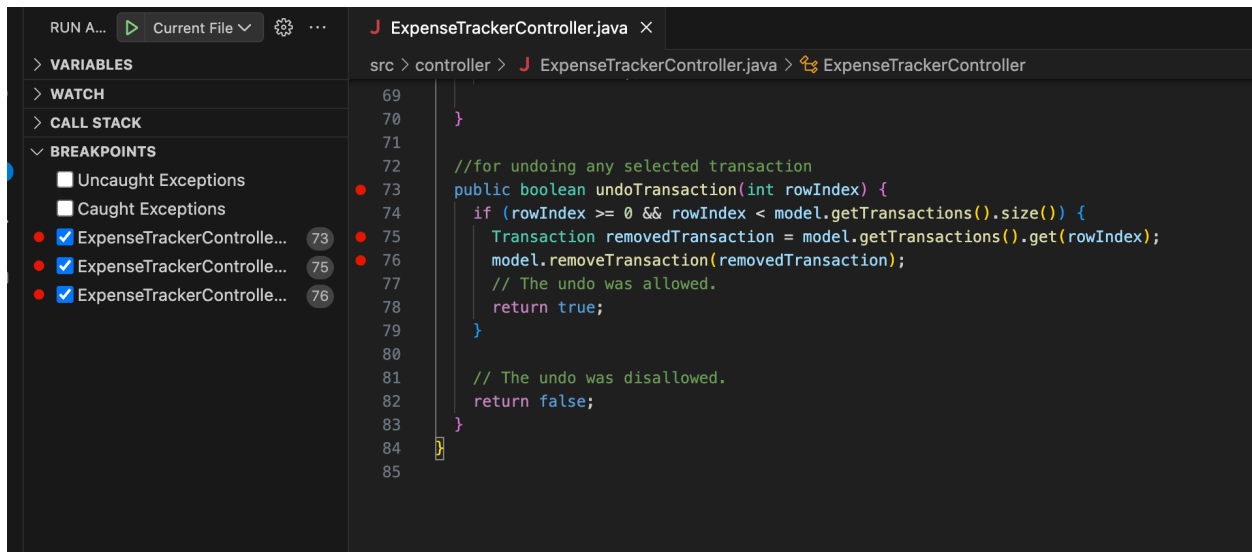 RUN A... Current File ...
VARIABLES
WATCH
CALL STACK
BREAKPOINTS
Uncaught Exceptions
Caught Exceptions
ExpenseTrackerControlle... 73
ExpenseTrackerControlle... 75
ExpenseTrackerControlle... 76
J ExpenseTrackerController.java ×
src > controller > J ExpenseTrackerController.java > ExpenseTrackerController
69
70 }
71
72 //for undoing any selected transaction
73 public boolean undoTransaction(int rowIndex) {
74 if (rowIndex >= 0 && rowIndex < model.getTransactions().size()) {
75 Transaction removedTransaction = model.getTransactions().get(rowIndex);
76 model.removeTransaction(removedTransaction);
77 // The undo was allowed.
78 return true;
79 }
80
81 // The undo was disallowed.
82 return false;
83 }
84 }
85